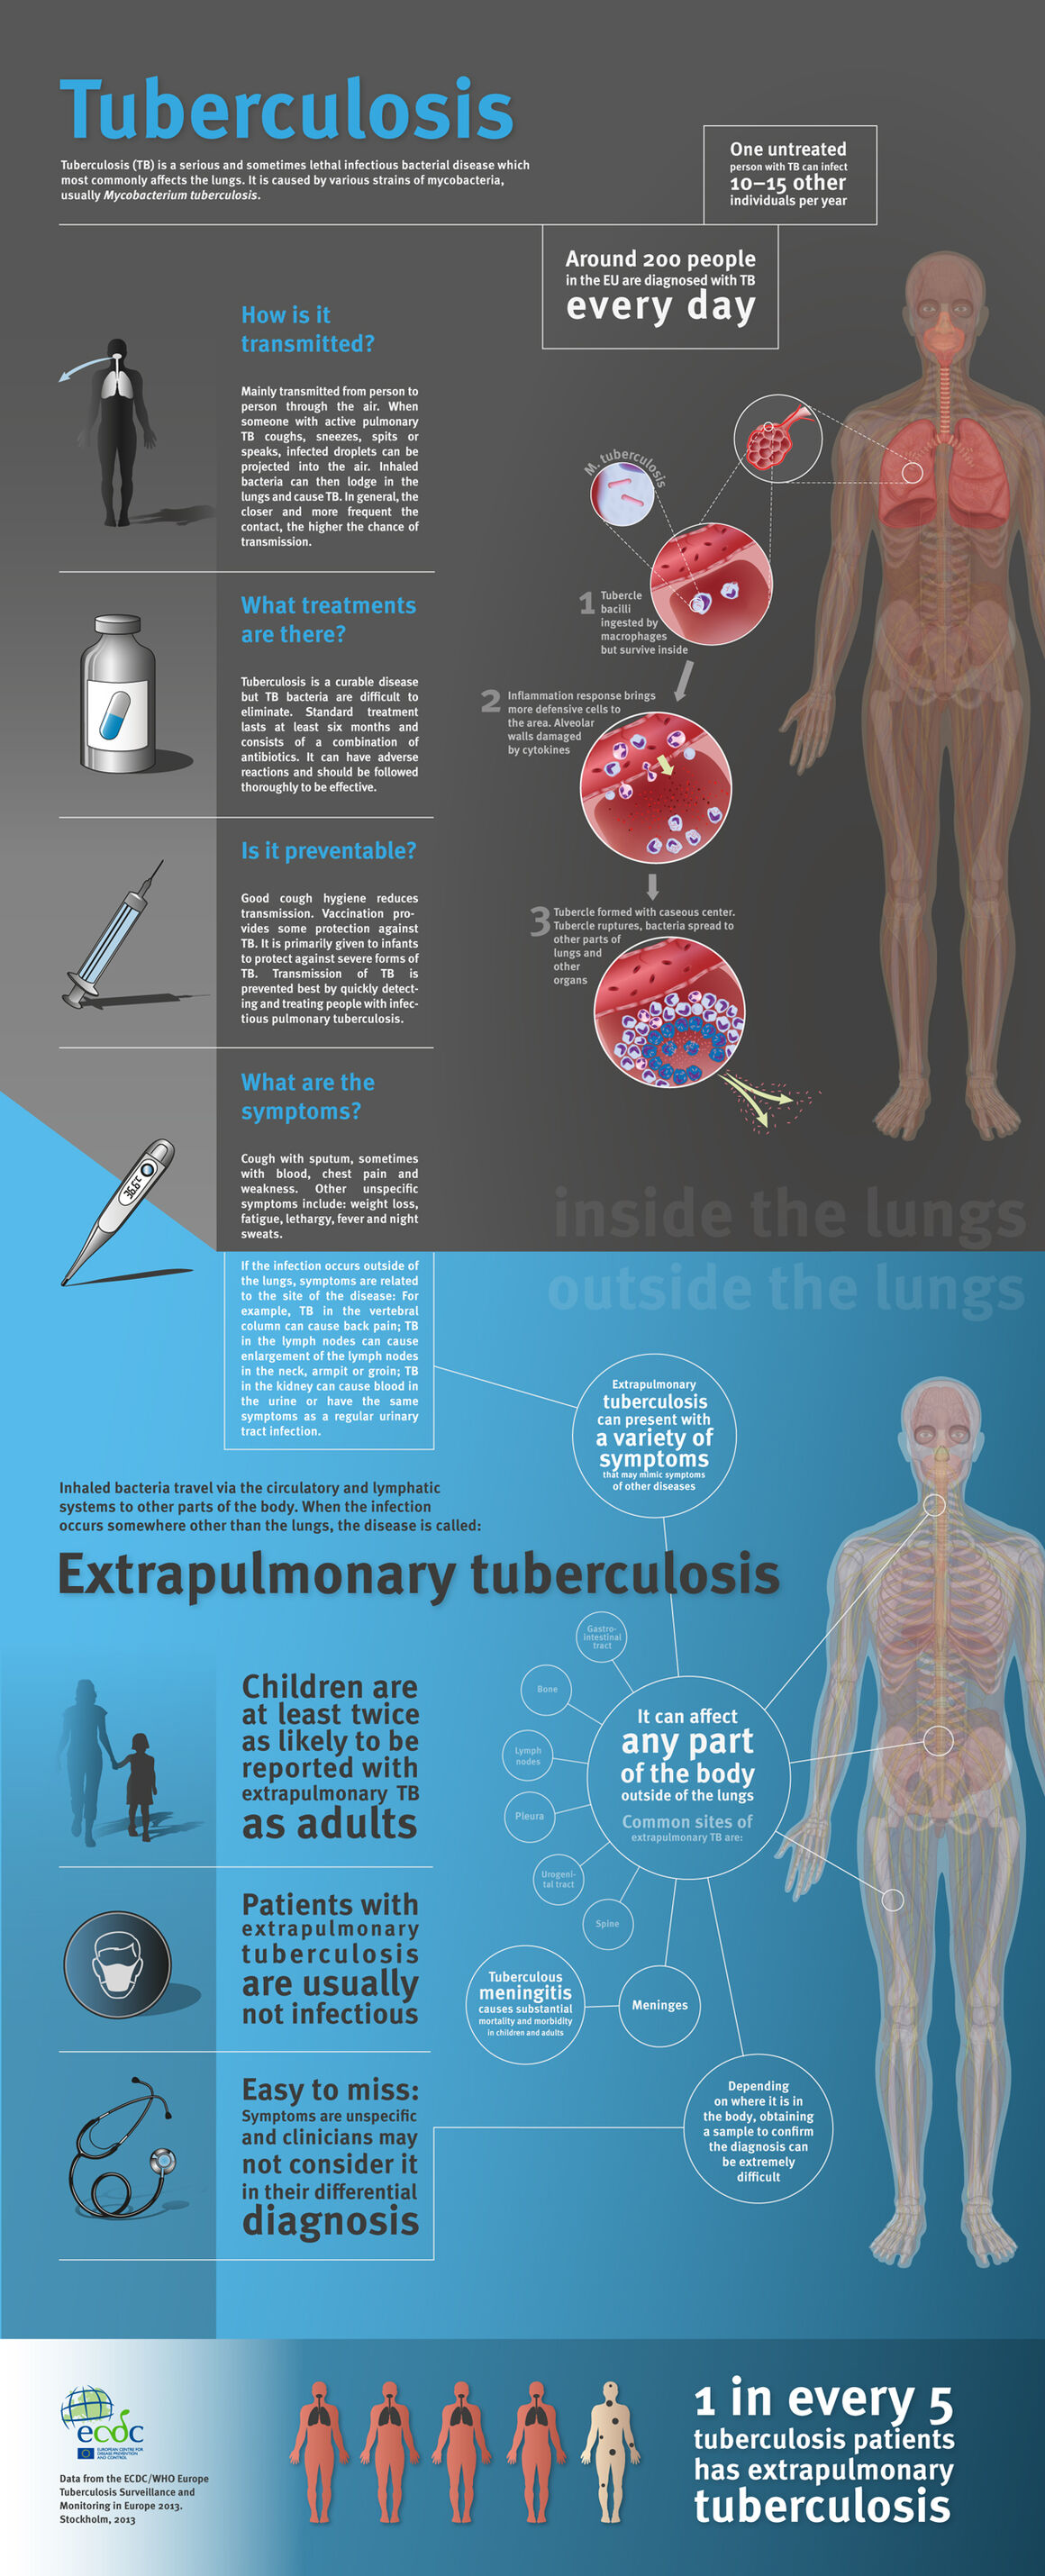 Tuberculosis
Tuberculosis (TB) is a serious and sometimes lethal infectious bacterial disease which
most commonly affects the lungs. It is caused by various strains of mycobacteria,
usually Mycobacterium tuberculosis.
One untreated
person with TB can infect
10–15 other
individuals per year
Around 200 people
in the EU are diagnosed with TB
every day
How is it
transmitted?
Mainly transmitted from person to
person through the air. When
someone with active pulmonary
TB coughs, sneezes, spits or
speaks, infected droplets can be
projected into the air. Inhaled
bacteria can then lodge in the
lungs and cause TB. In general, the
closer and more frequent the
contact, the higher the chance of
transmission.
M. tuberculosis
1 Tubercle
bacilli
ingested by
macrophages
but survive inside
2 Inflammation response brings
more defensive cells to
the area. Alveolar
walls damaged
by cytokines
3 Tubercle formed with caseous center.
Tubercle ruptures, bacteria spread to
other parts of
lungs and
other
organs
What treatments
are there?
Tuberculosis is a curable disease
but TB bacteria are difficult to
eliminate. Standard treatment
lasts at least six months and
consists of a combination of
antibiotics. It can have adverse
reactions and should be followed
thoroughly to be effective.
Is it preventable?
Good cough hygiene reduces
transmission. Vaccination pro-
vides some protection against
TB. It is primarily given to infants
to protect against severe forms of
TB. Transmission of TB is
prevented best by quickly detect-
ing and treating people with infec-
tious pulmonary tuberculosis.
What are the
symptoms?
Cough with sputum, sometimes
with blood, chest pain and
weakness. Other unspecific
symptoms include: weight loss,
fatigue, lethargy, fever and night
sweats.
inside the lungs
outside the lungs
If the infection occurs outside of
the lungs, symptoms are related
to the site of the disease: For
example, TB in the vertebral
column can cause back pain; TB
in the lymph nodes can cause
enlargement of the lymph nodes
in the neck, armpit or groin; TB
in the kidney can cause blood in
the urine or have the same
symptoms as a regular urinary
tract infection.
Extrapulmonary
tuberculosis
can present with
a variety of
symptoms
that may mimic symptoms
of other diseases
Inhaled bacteria travel via the circulatory and lymphatic
systems to other parts of the body. When the infection
occurs somewhere other than the lungs, the disease is called:
Extrapulmonary tuberculosis
Children are
at least twice
as likely to be
reported with
extrapulmonary TB
as adults
Gastro-
intestinal
tract
Bone
Lymph
nodes
Pleura
Urogeni-
tal tract
Spine
It can affect
any part
of the body
outside of the lungs
Common sites of
extrapulmonary TB are:
Patients with
extrapulmonary
tuberculosis
are usually
not infectious
Tuberculous
meningitis
causes substantial
mortality and morbidity
in children and adults
Meninges
Easy to miss:
Symptoms are unspecific
and clinicians may
not consider it
in their differential
diagnosis
Depending
on where it is in
the body, obtaining
a sample to confirm
the diagnosis can
be extremely
difficult
ecdc
EUROPEAN CENTRE FOR
DISEASE PREVENTION
AND CONTROL
Data from the ECDC/WHO Europe
Tuberculosis Surveillance and
Monitoring in Europe 2013.
Stockholm, 2013
1 in every 5
tuberculosis patients
has extrapulmonary
tuberculosis